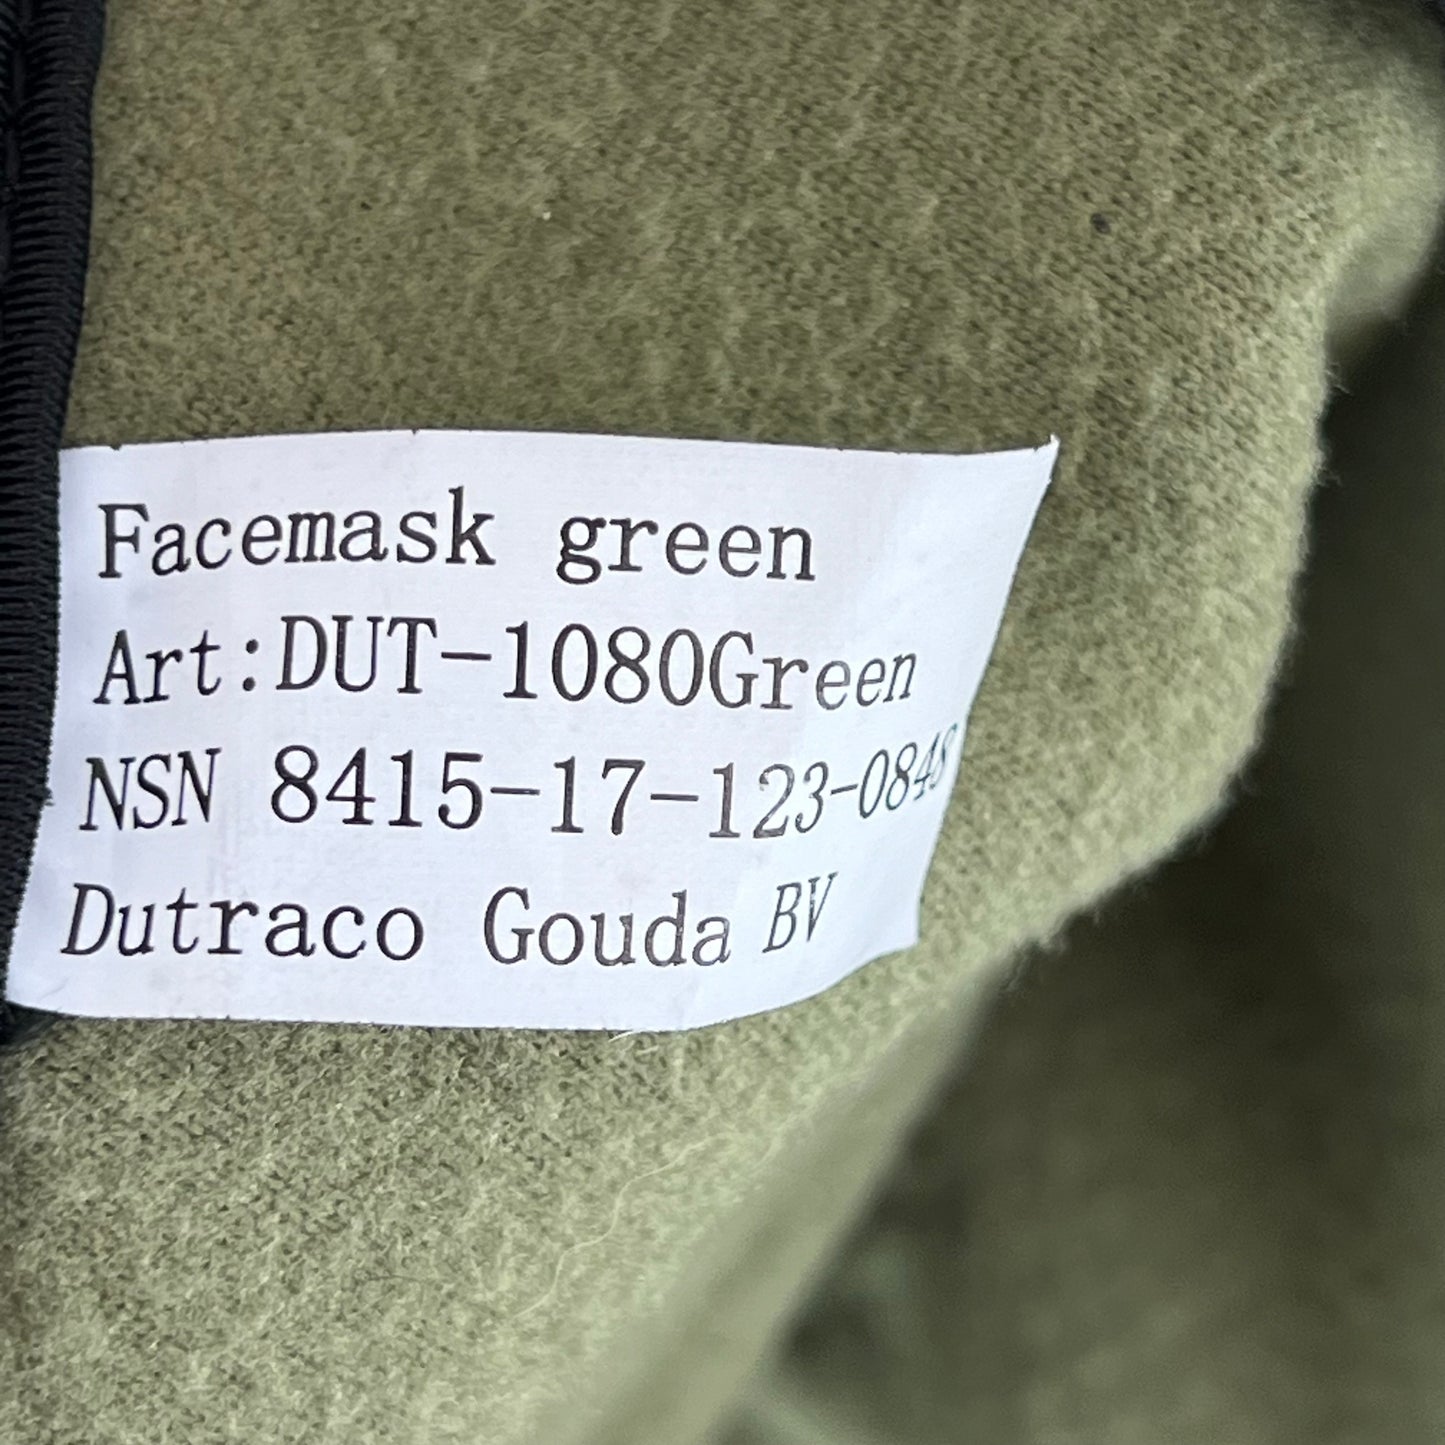 Facemask green
Art:DUT-1080Green
NSN 8415-17-123-0848
Dutraco Gouda BV